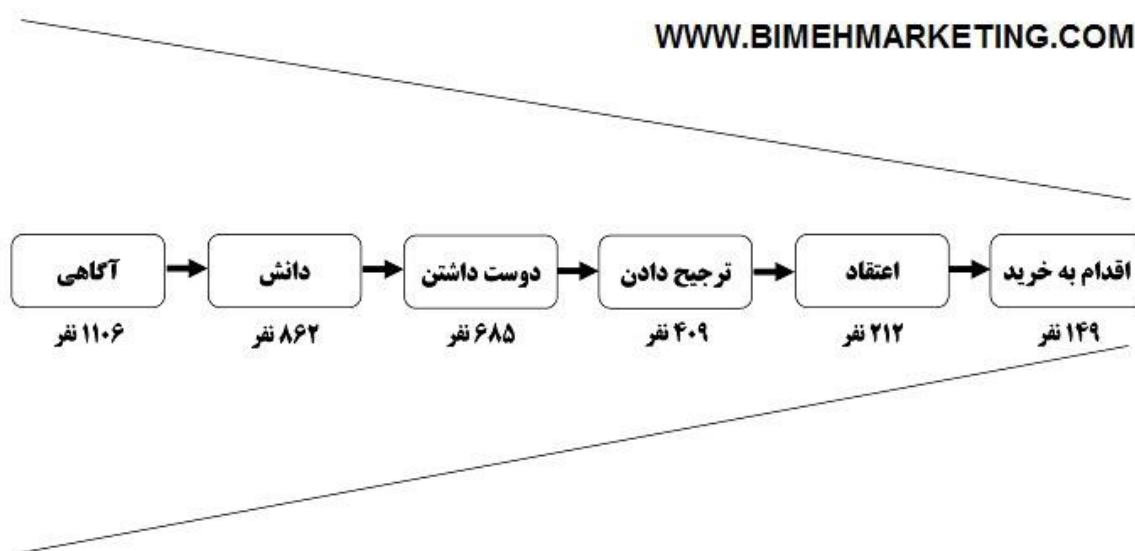 WWW.BIMEHMARKETING.COM
آگاهی
دانش
دوست داشتن
ترجیح دادن
اعتقاد
اقدام به خرید
۱۱۰۶ نفر
۸۶۲ نفر
۶۸۵ نفر
۴۰۹ نفر
۲۱۲ نفر
۱۴۹ نفر